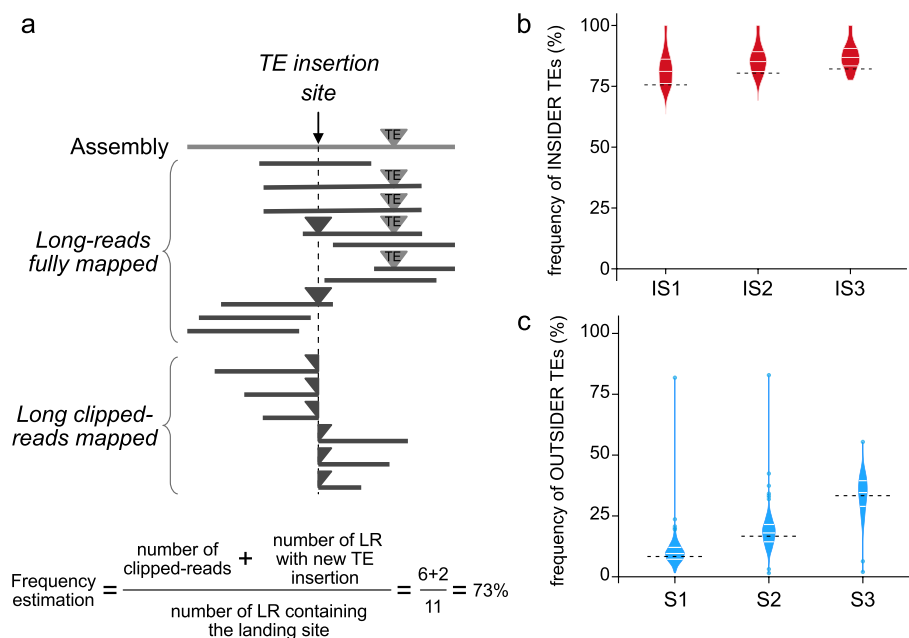 a
TE insertion
site
Assembly
TE
TE
TE
TE
TE
Long-reads
fully mapped
Long clipped-
reads mapped
Frequency
estimation
=
number of
clipped-reads
+
number of LR
with new TE
insertion
number of LR containing
the landing site
=
6+2
11
= 73%
b
frequency of INSIDER TEs (%)
100
75
50
25
0
IS1 IS2 IS3
c
frequency of OUTSIDER TEs (%)
100
75
50
25
0
S1 S2 S3